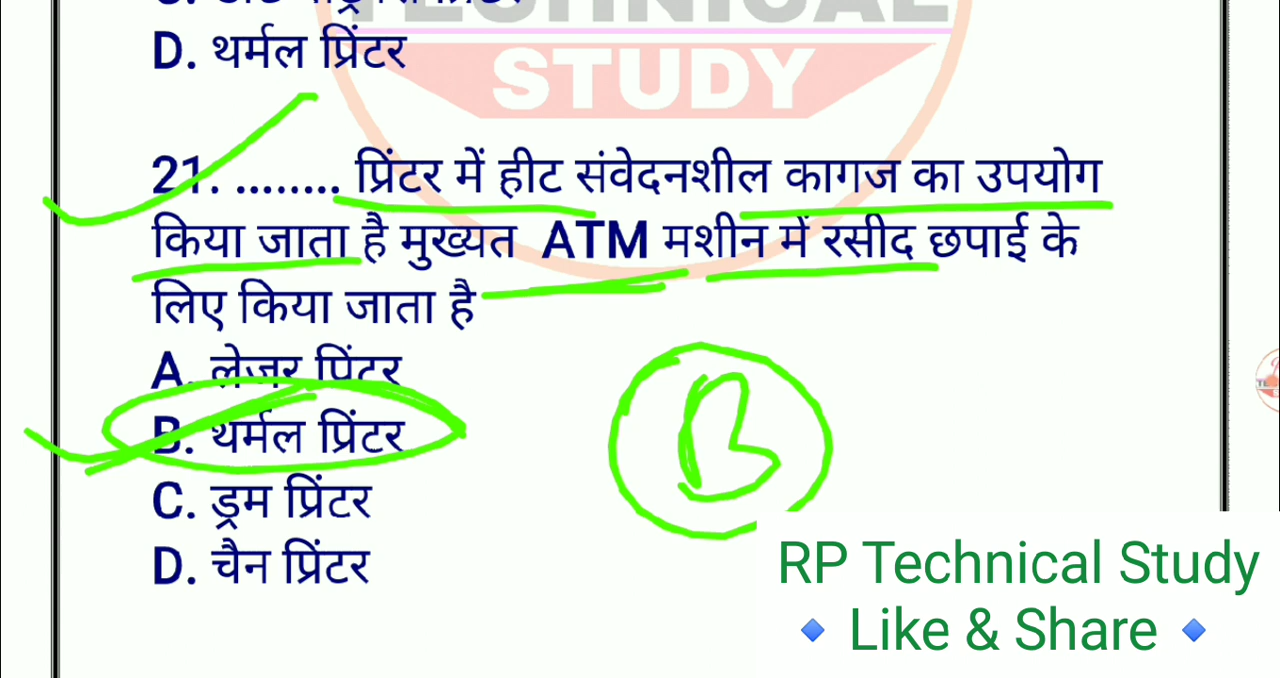 TECHNICAL
D. थर्मल प्रिंटर
STUDY
21. ........ प्रिंटर में हीट संवेदनशील कागज का उपयोग
किया जाता है मुख्यत ATM मशीन में रसीद छपाई के
लिए किया जाता है
A. लेजर प्रिंटर
B. थर्मल प्रिंटर
B
C. ड्रम प्रिंटर
D. चैन प्रिंटर
RP Technical Study
🔹 Like & Share 🔹